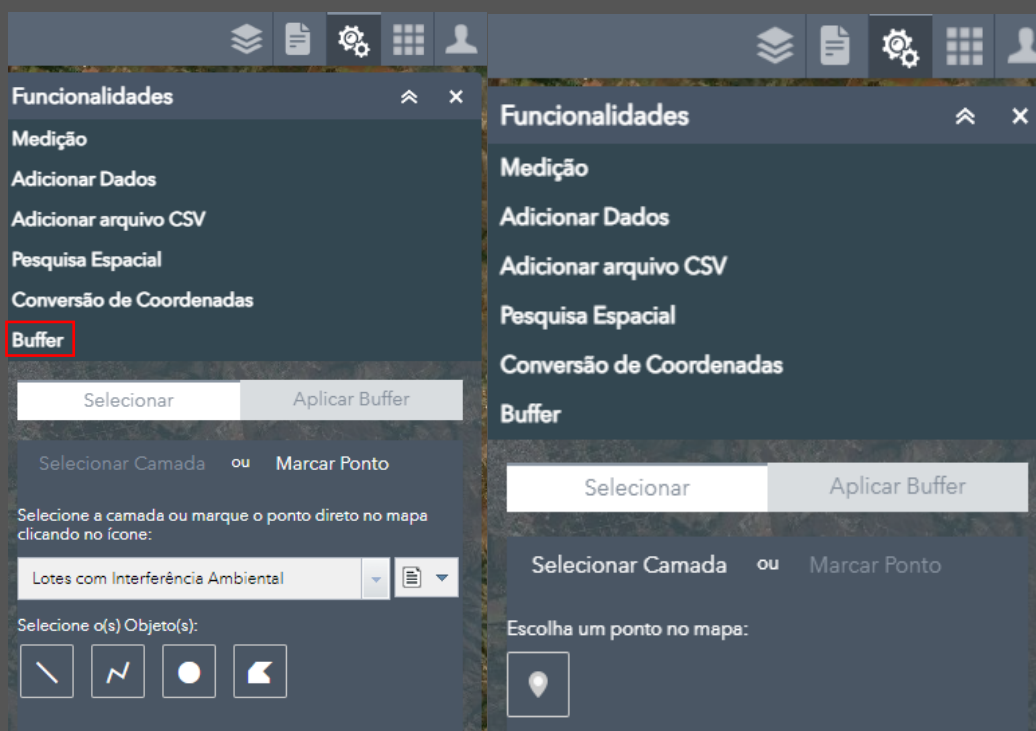 Funcionalidades
Medição
Adicionar Dados
Adicionar arquivo CSV
Pesquisa Espacial
Conversão de Coordenadas
Buffer
Selecionar
Aplicar Buffer
Selecionar Camada ou Marcar Ponto
Selecione a camada ou marque o ponto direto no mapa
clicando no ícone:
Lotes com Interferência Ambiental
Selecione o(s) Objeto(s):
Funcionalidades
Medição
Adicionar Dados
Adicionar arquivo CSV
Pesquisa Espacial
Conversão de Coordenadas
Buffer
Selecionar
Aplicar Buffer
Selecionar Camada ou Marcar Ponto
Escolha um ponto no mapa: